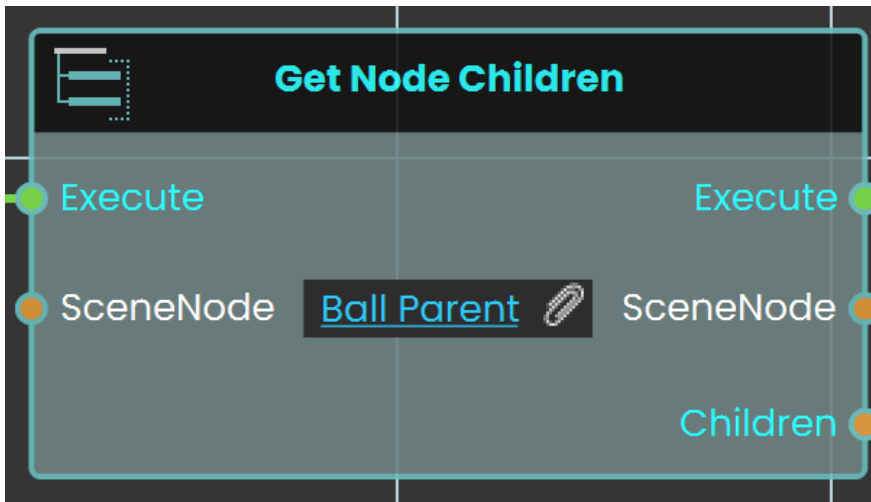 Get Node Children
Execute Execute
SceneNode Ball Parent SceneNode
Children